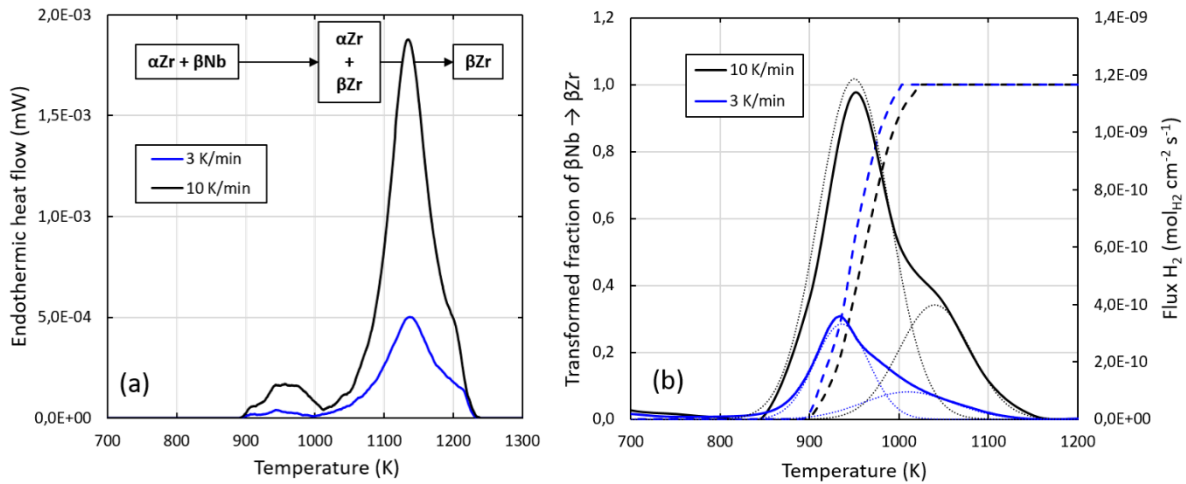 2,0E-03
1,5E-03
1,0E-03
5,0E-04
0,0E+00
Endothermic heat flow (mW)
αZr + βNb
αZr
+
βZr
βZr
3 K/min
10 K/min
(a)
700 800 900 1000 1100 1200 1300
Temperature (K)
1,2
1,0
0,8
0,6
0,4
0,2
0,0
Transformed fraction of βNb → βZr
10 K/min
3 K/min
(b)
700 800 900 1000 1100 1200
Temperature (K)
1,4E-09
1,2E-09
1,0E-09
8,0E-10
6,0E-10
4,0E-10
2,0E-10
0,0E+00
Flux H₂ (mol_H2 cm⁻² s⁻¹)